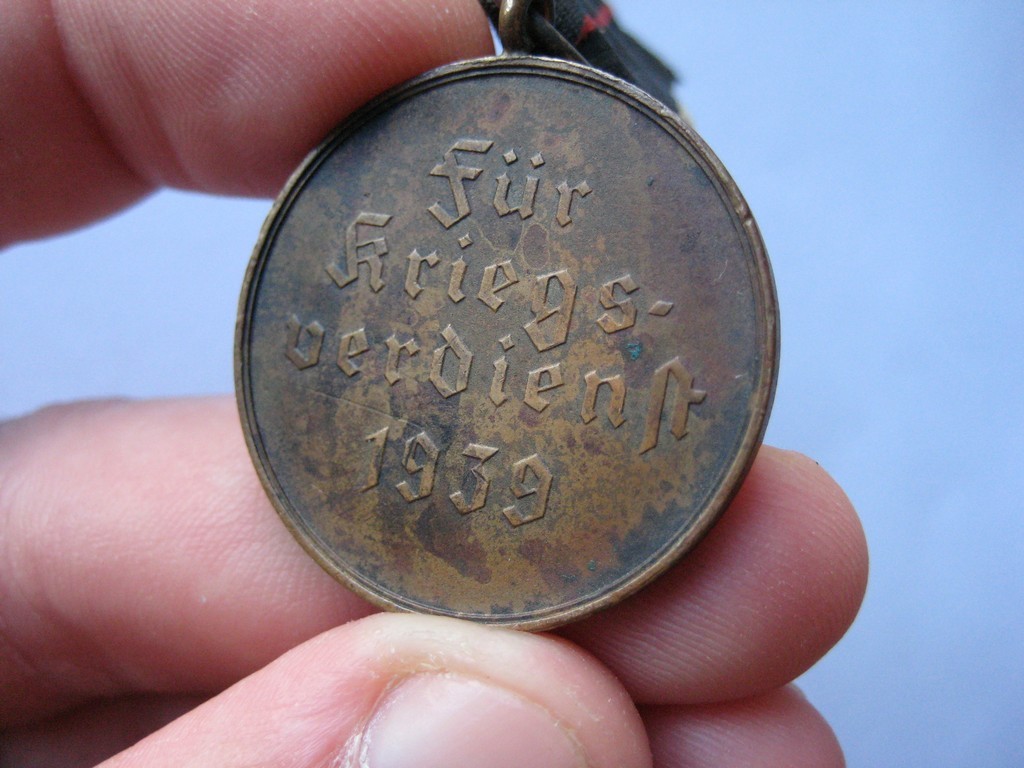 Für
Kriegs-
verdienst
1939